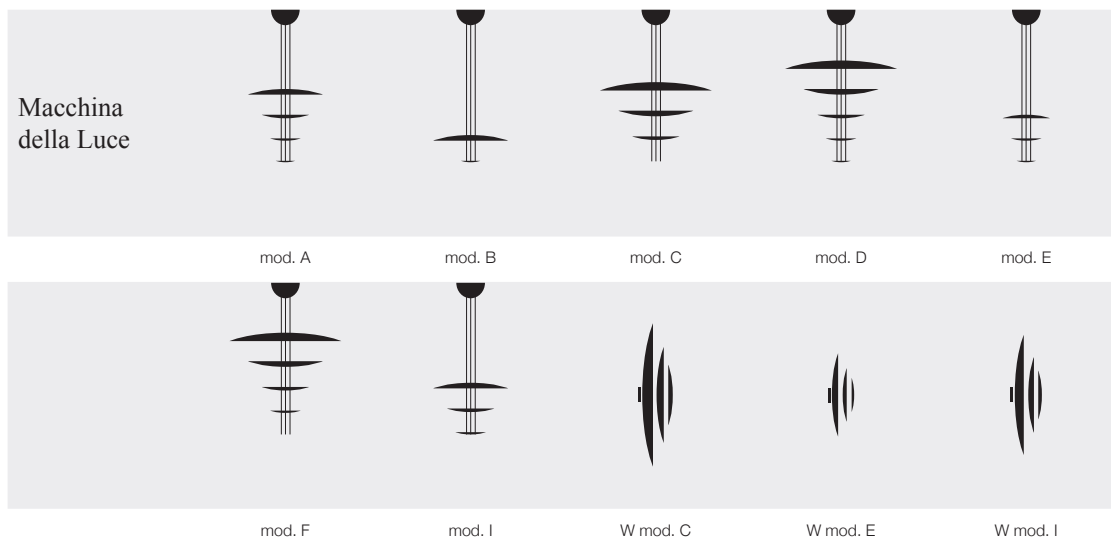 Macchina
della Luce
mod. A
mod. B
mod. C
mod. D
mod. E
mod. F
mod. I
W mod. C
W mod. E
W mod. I